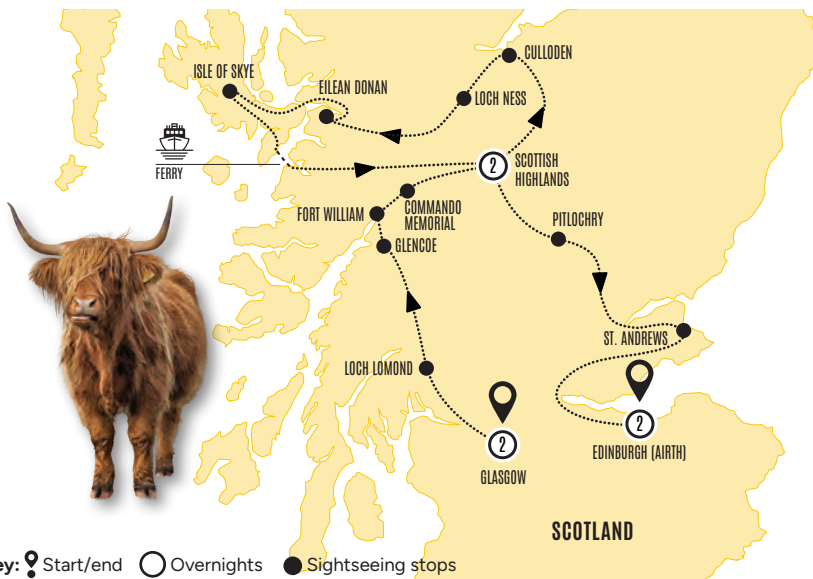 CULLODEN
ISLE OF SKYE
EILEAN DONAN
LOCH NESS
FERRY
2
SCOTTISH
HIGHLANDS
COMMANDO
MEMORIAL
FORT WILLIAM
PITLOCHRY
GLENCOE
ST. ANDREWS
LOCH LOMOND
2
GLASGOW
2
EDINBURGH (AIRTH)
SCOTLAND
ey: Start/end Overnights Sightseeing stops